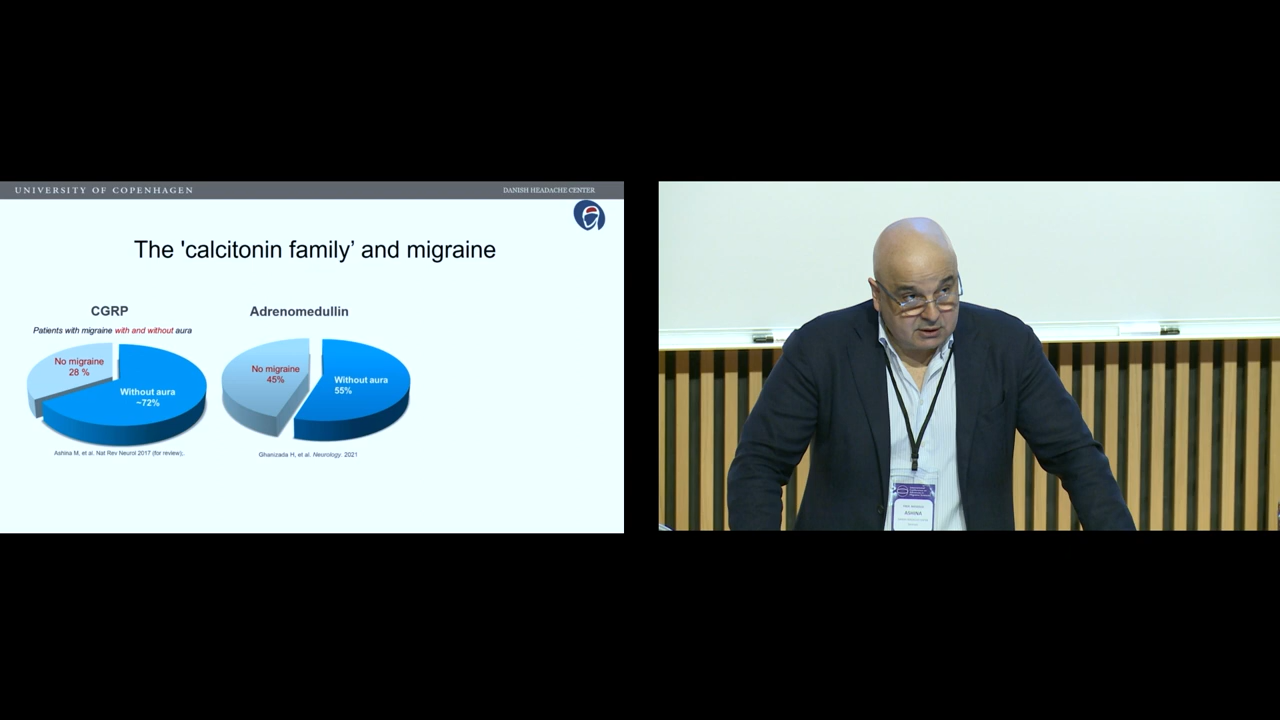 UNIVERSITY OF COPENHAGEN
DANISH HEADACHE CENTER
The 'calcitonin family’ and migraine
CGRP
Patients with migraine with and without aura
No migraine
28 %
Without aura
~72%
Ashina M, et al. Nat Rev Neurol 2017 (for review);.
Adrenomedullin
No migraine
45%
Without aura
55%
Ghanizada H, et al. Neurology. 2021
ASHINA